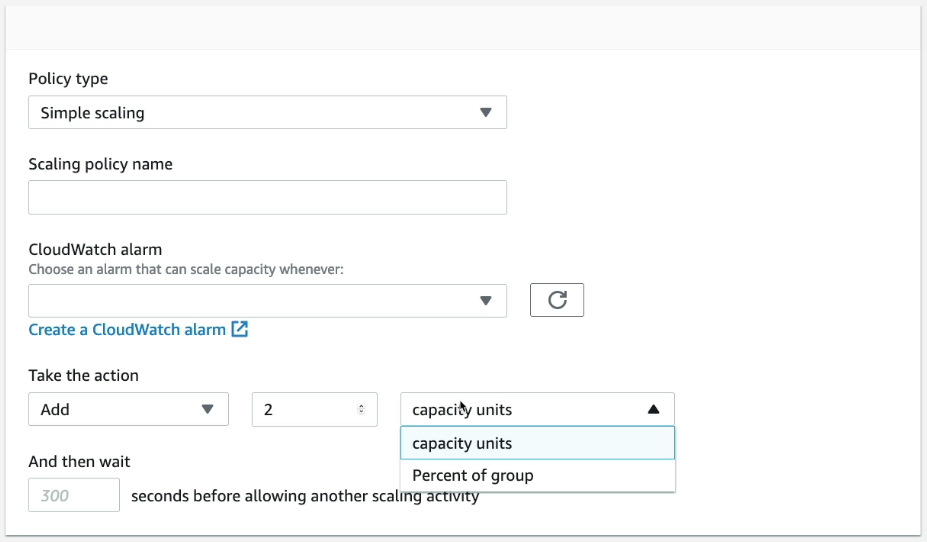 Policy type
Simple scaling
Scaling policy name
CloudWatch alarm
Choose an alarm that can scale capacity whenever:
Create a CloudWatch alarm
Take the action
Add 2 capacity units
capacity units
Percent of group
And then wait
300 seconds before allowing another scaling activity